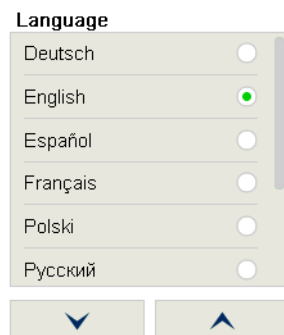 Language
Deutsch
English
Español
Français
Polski
Русский